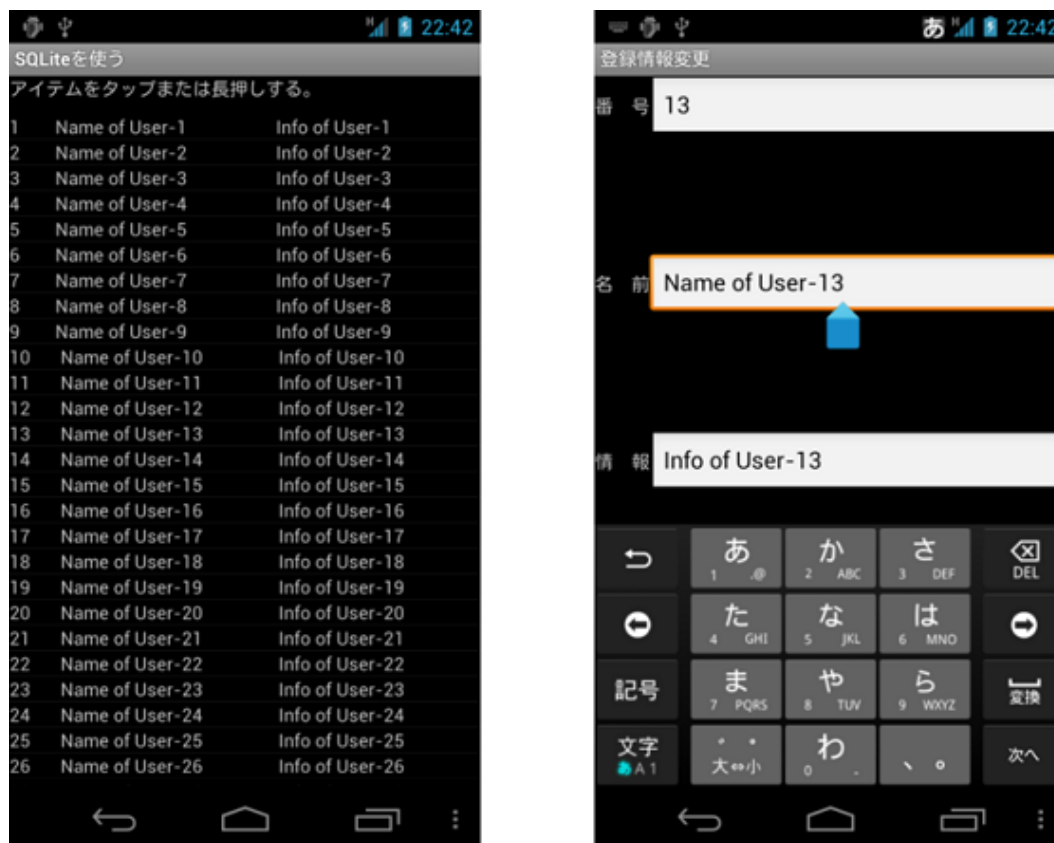 H 22:42
SQLiteを使う
アイテムをタップまたは長押しする。
1 Name of User-1 Info of User-1
2 Name of User-2 Info of User-2
3 Name of User-3 Info of User-3
4 Name of User-4 Info of User-4
5 Name of User-5 Info of User-5
6 Name of User-6 Info of User-6
7 Name of User-7 Info of User-7
8 Name of User-8 Info of User-8
9 Name of User-9 Info of User-9
10 Name of User-10 Info of User-10
11 Name of User-11 Info of User-11
12 Name of User-12 Info of User-12
13 Name of User-13 Info of User-13
14 Name of User-14 Info of User-14
15 Name of User-15 Info of User-15
16 Name of User-16 Info of User-16
17 Name of User-17 Info of User-17
18 Name of User-18 Info of User-18
19 Name of User-19 Info of User-19
20 Name of User-20 Info of User-20
21 Name of User-21 Info of User-21
22 Name of User-22 Info of User-22
23 Name of User-23 Info of User-23
24 Name of User-24 Info of User-24
25 Name of User-25 Info of User-25
26 Name of User-26 Info of User-26
あ H 22:42
登録情報変更
番 号 13
名 前 Name of User-13
情 報 Info of User-13
あ か さ
1 .@ 2 ABC 3 DEF DEL
た な は
4 GHI 5 JKL 6 MNO
記号 ま や ら
7 PQRS 8 TUV 9 WXYZ 変換
文字 ゛゜ わ 、。 次へ
あA1 大⇔小 0 -